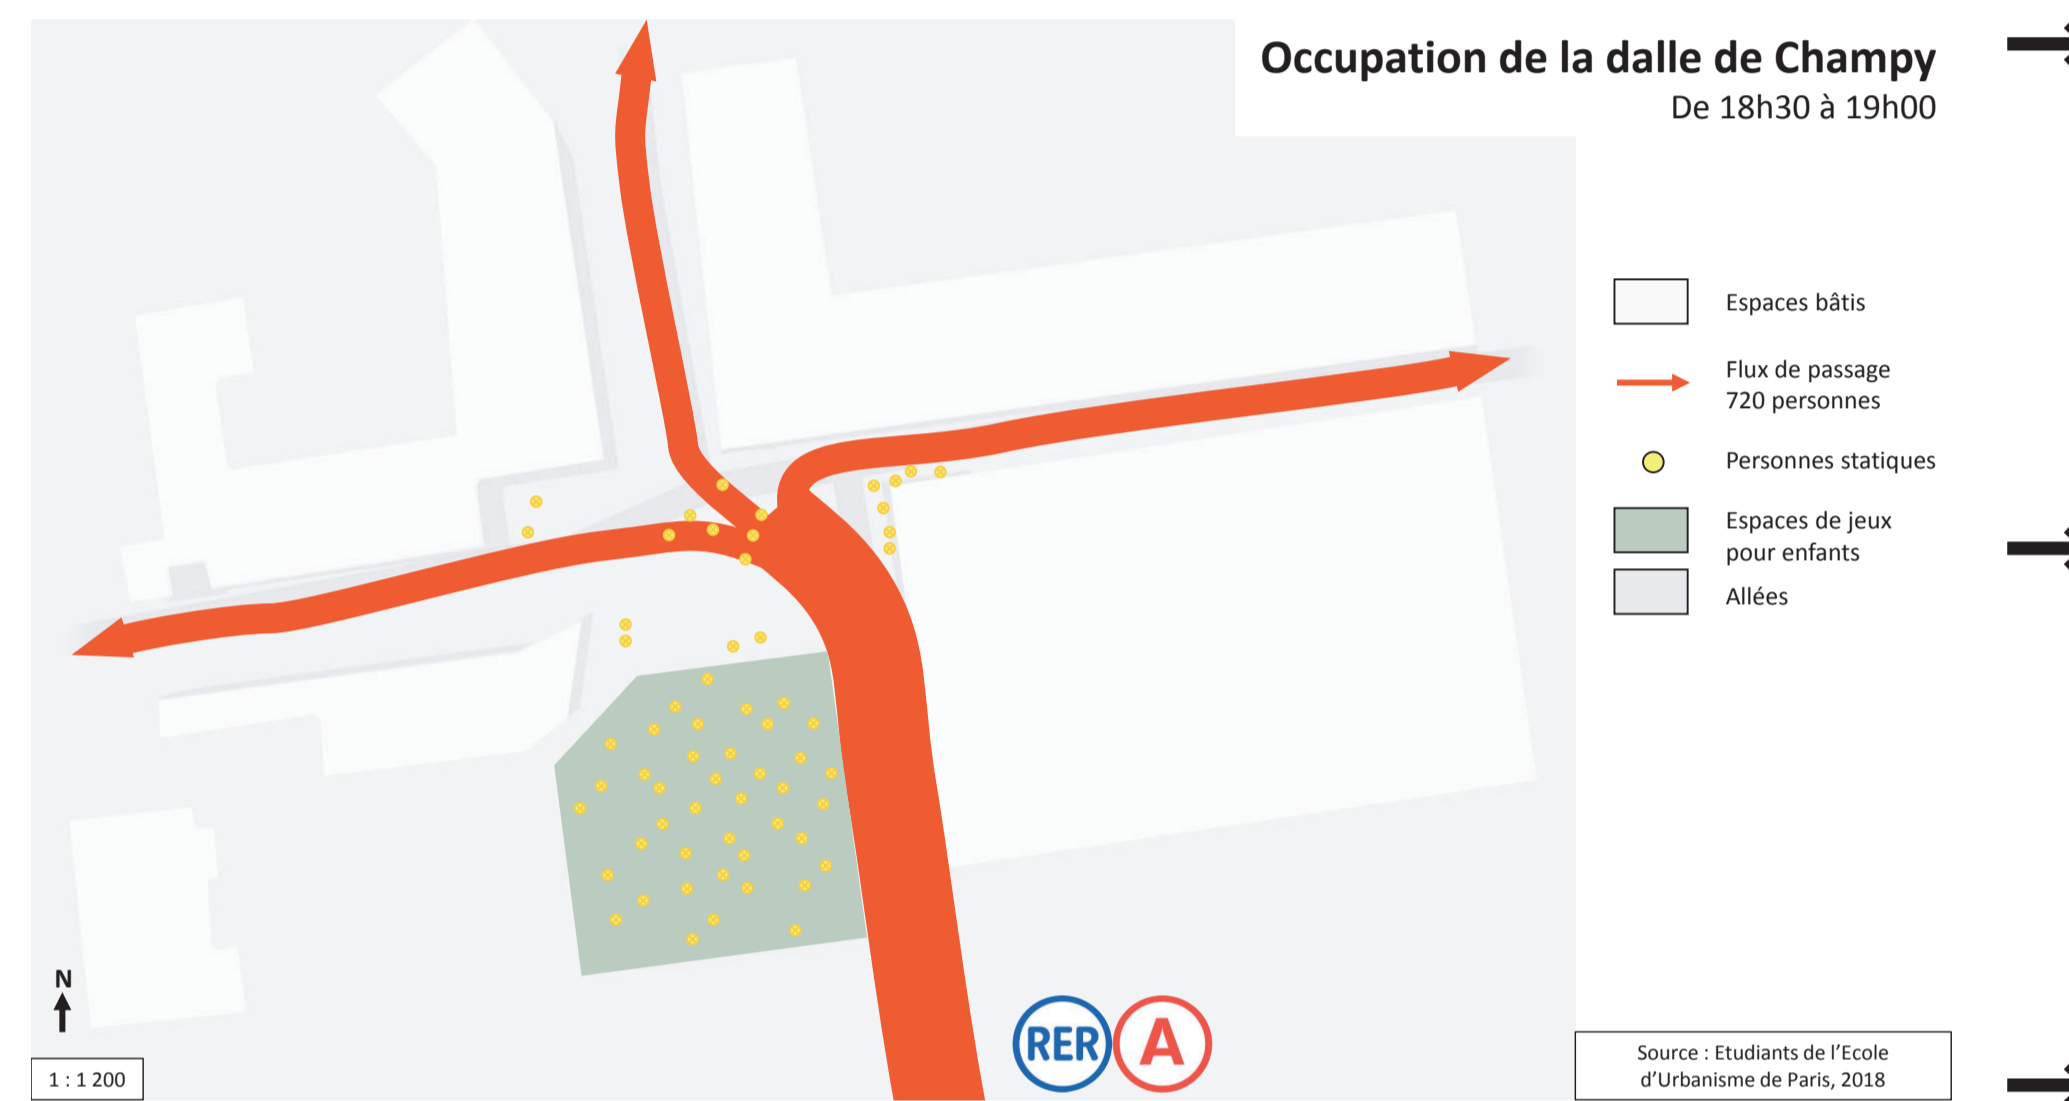 Occupation de la dalle de Champy
De 18h30 à 19h00
Espaces bâtis
Flux de passage
720 personnes
Personnes statiques
Espaces de jeux
pour enfants
Allées
N
1 : 1 200
RER A
Source : Etudiants de l'Ecole
d'Urbanisme de Paris, 2018